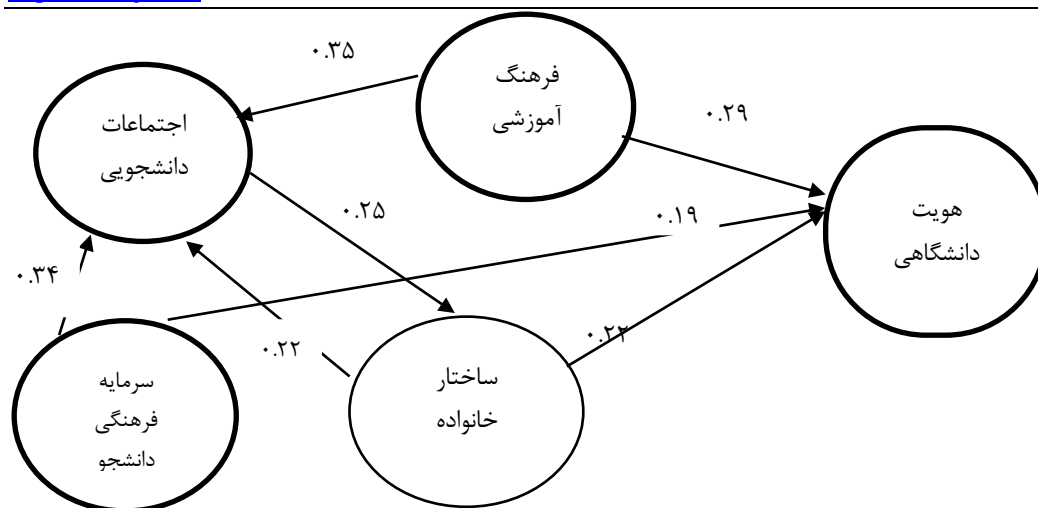 ۰.۳۵
فرهنگ
آموزشی
اجتماعات
دانشجویی
۰.۲۹
هویت
دانشگاهی
۰.۲۵
۰.۱۹
۰.۳۴
۰.۲۲
۰.۲۲
ساختار
خانواده
سرمایه
فرهنگی
دانشجو